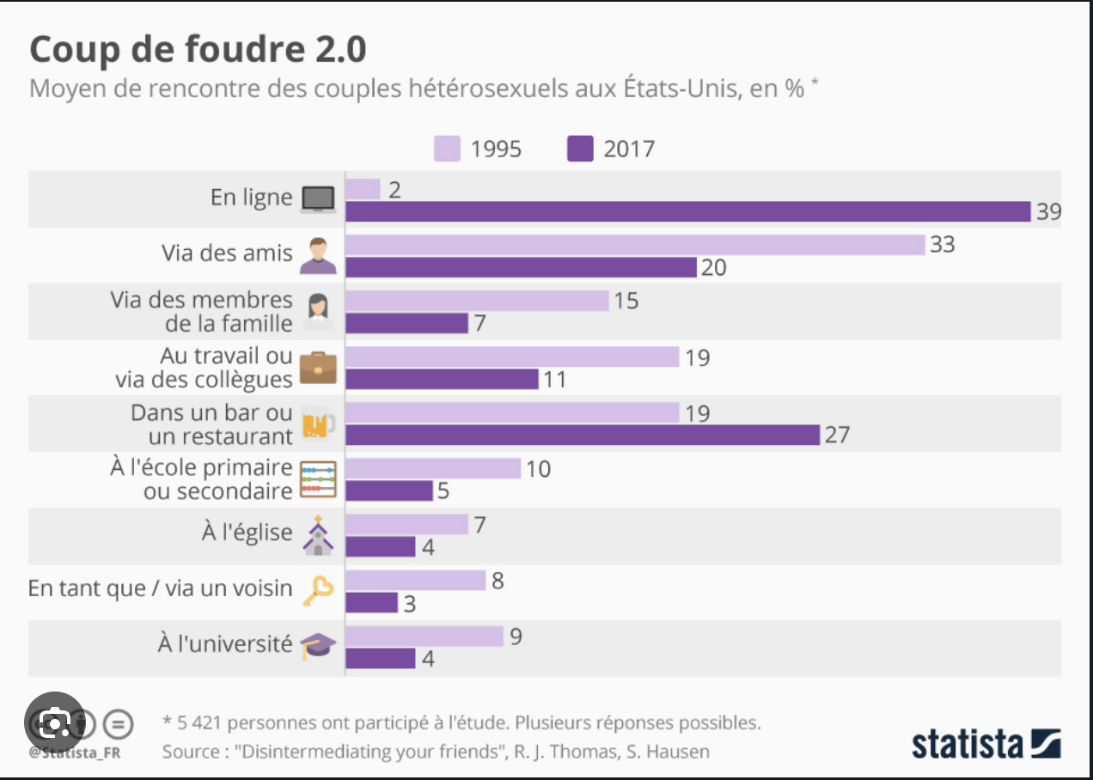 Coup de foudre 2.0
Moyen de rencontre des couples hétérosexuels aux États-Unis, en % *
1995 2017
En ligne 2
39
Via des amis 33
20
Via des membres 15
de la famille 7
Au travail ou 19
via des collègues 11
Dans un bar ou 19
un restaurant 27
À l'école primaire 10
ou secondaire 5
À l'église 7
4
En tant que / via un voisin 8
3
À l'université 9
4
* 5 421 personnes ont participé à l'étude. Plusieurs réponses possibles.
@Statista_FR Source : "Disintermediating your friends", R. J. Thomas, S. Hausen
statista